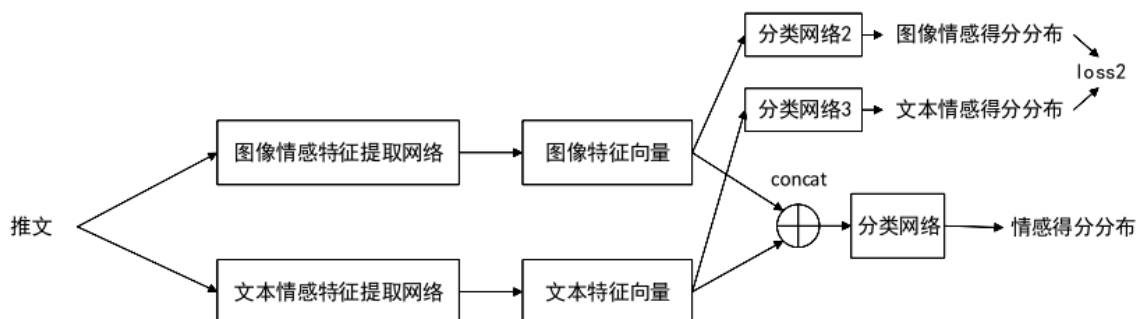 分类网络2
图像情感得分分布
loss2
分类网络3
文本情感得分分布
图像情感特征提取网络
图像特征向量
concat
推文
分类网络
情感得分分布
文本情感特征提取网络
文本特征向量